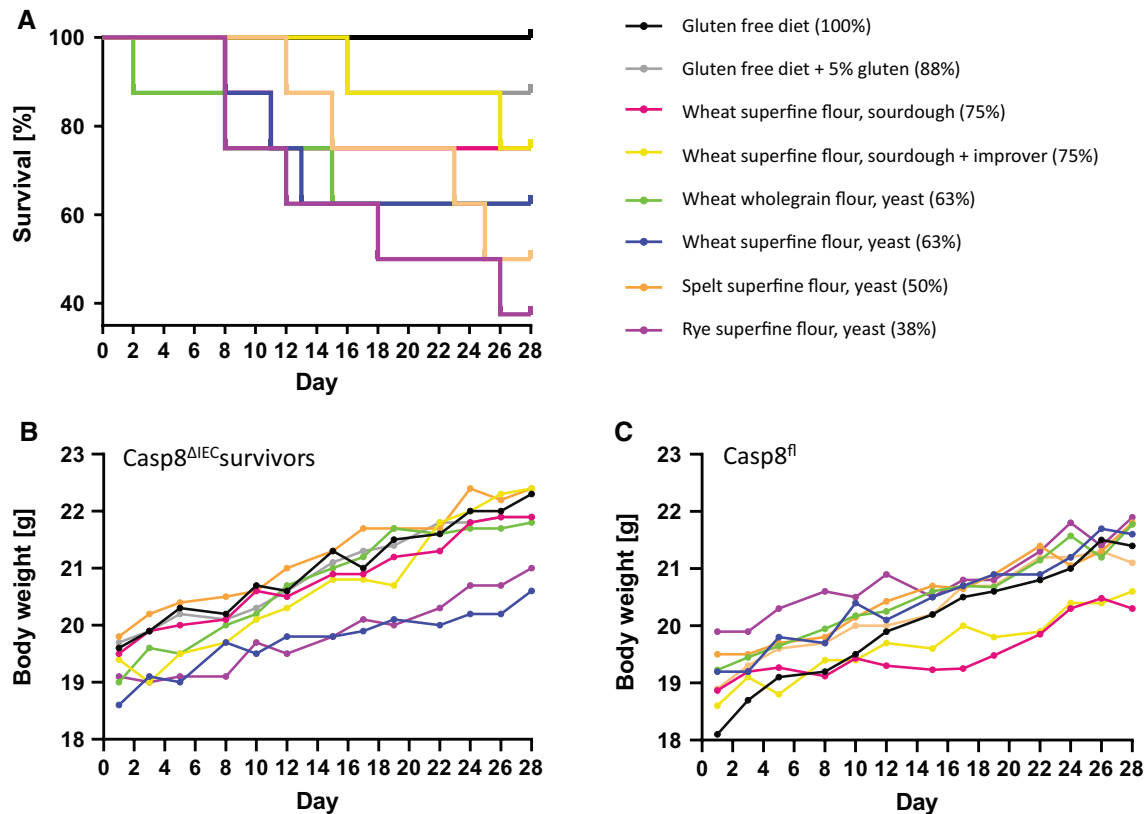 A
Survival [%]
100
80
60
40
0 2 4 6 8 10 12 14 16 18 20 22 24 26 28
Day
Gluten free diet (100%)
Gluten free diet + 5% gluten (88%)
Wheat superfine flour, sourdough (75%)
Wheat superfine flour, sourdough + improver (75%)
Wheat wholegrain flour, yeast (63%)
Wheat superfine flour, yeast (63%)
Spelt superfine flour, yeast (50%)
Rye superfine flour, yeast (38%)
B
Casp8ΔIEC survivors
Body weight [g]
23
22
21
20
19
18
0 2 4 6 8 10 12 14 16 18 20 22 24 26 28
Day
C
Casp8fl
Body weight [g]
23
22
21
20
19
18
0 2 4 6 8 10 12 14 16 18 20 22 24 26 28
Day